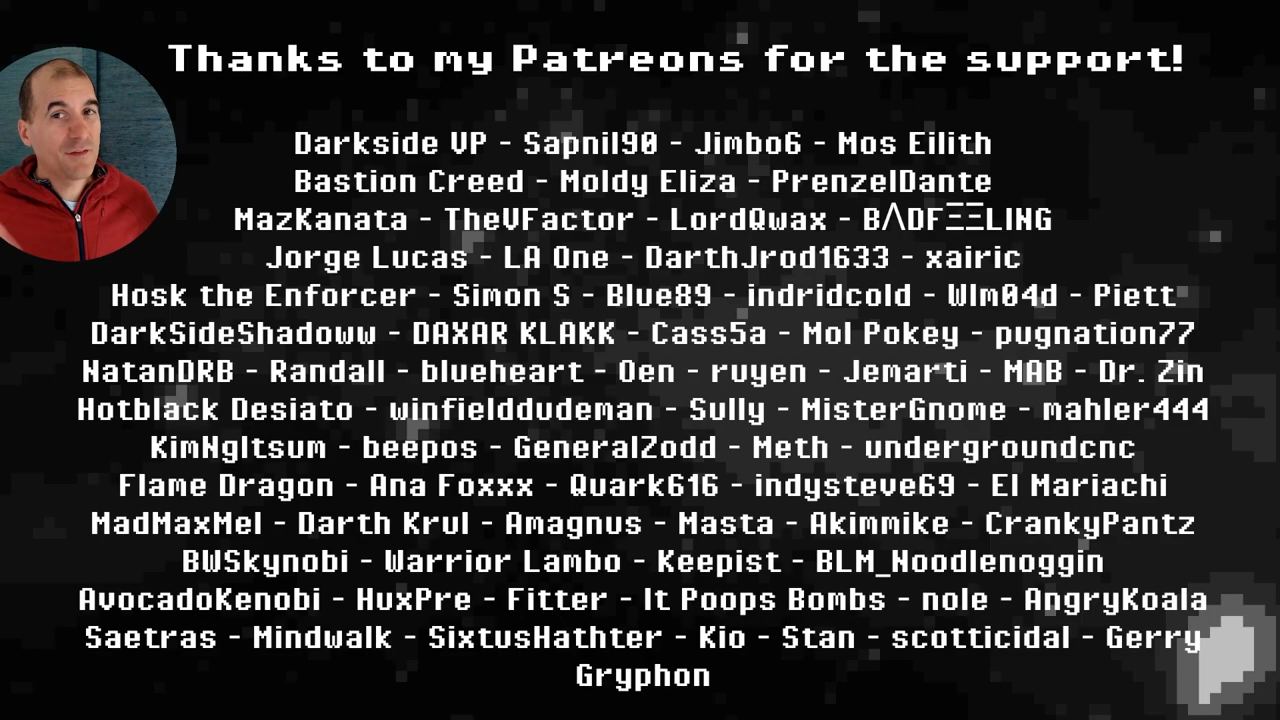 Thanks to my Patreons for the support!
Darkside VP - Sapnil90 - Jimbo6 - Mos Eilith
Bastion Creed - Moldy Eliza - PrenzelDante
MazKanata - TheVFactor - LordQwax - BΛDFΞΞLING
Jorge Lucas - LA One - DarthJrod1633 - xairic
Hosk the Enforcer - Simon S - Blue89 - indridcold - Wlm04d - Piett
DarkSideShadoww - DAXAR KLAKK - Cass5a - Mol Pokey - pugnation77
NatanDRB - Randall - blueheart - Oen - ruyen - Jemarti - MAB - Dr. Zin
Hotblack Desiato - winfielddudeman - Sully - MisterGnome - mahler444
KimNgItsum - beepos - GeneralZodd - Meth - undergroundcnc
Flame Dragon - Ana Foxxx - Quark616 - indysteve69 - El Mariachi
MadMaxMel - Darth Krul - Amagnus - Masta - Akimmike - CrankyPantz
BWSkynobi - Warrior Lambo - Keepist - BLM_Noodlenoggin
AvocadoKenobi - HuxPre - Fitter - It Poops Bombs - nole - AngryKoala
Saetras - Mindwalk - SixtusHathter - Kio - Stan - scotticidal - Gerry
Gryphon